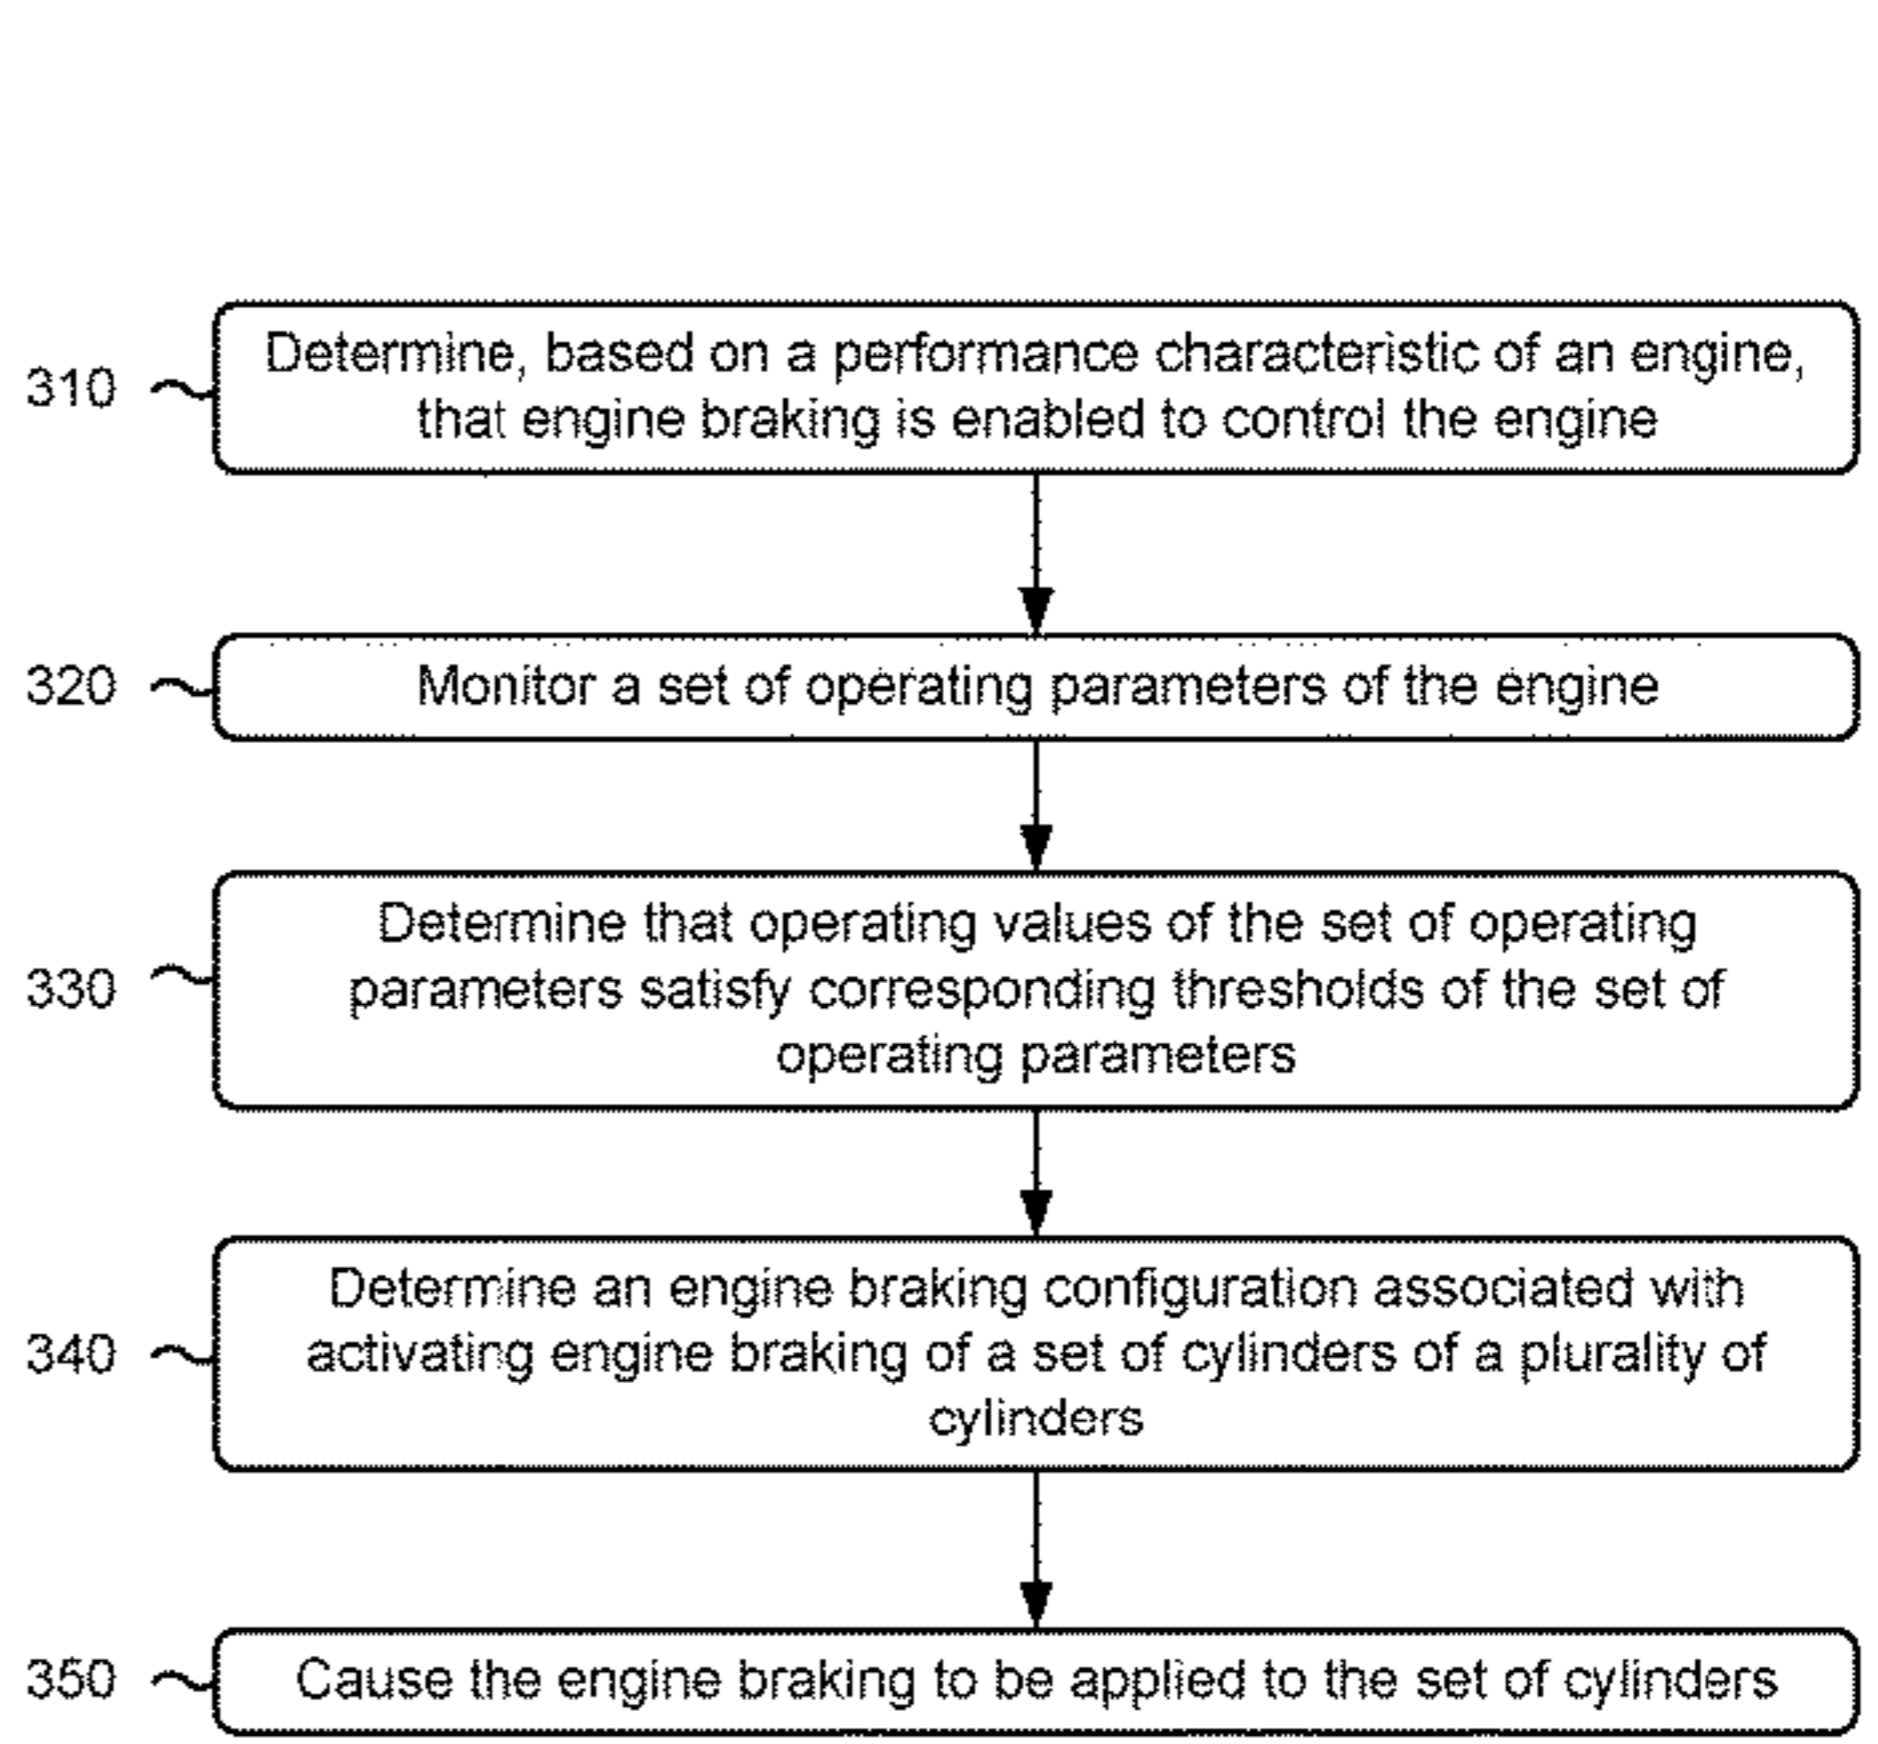 310
Determine, based on a performance characteristic of an engine,
that engine braking is enabled to control the engine
320
Monitor a set of operating parameters of the engine
330
Determine that operating values of the set of operating
parameters satisfy corresponding thresholds of the set of
operating parameters
340
Determine an engine braking configuration associated with
activating engine braking of a set of cylinders of a plurality of
cylinders
350
Cause the engine braking to be applied to the set of cylinders